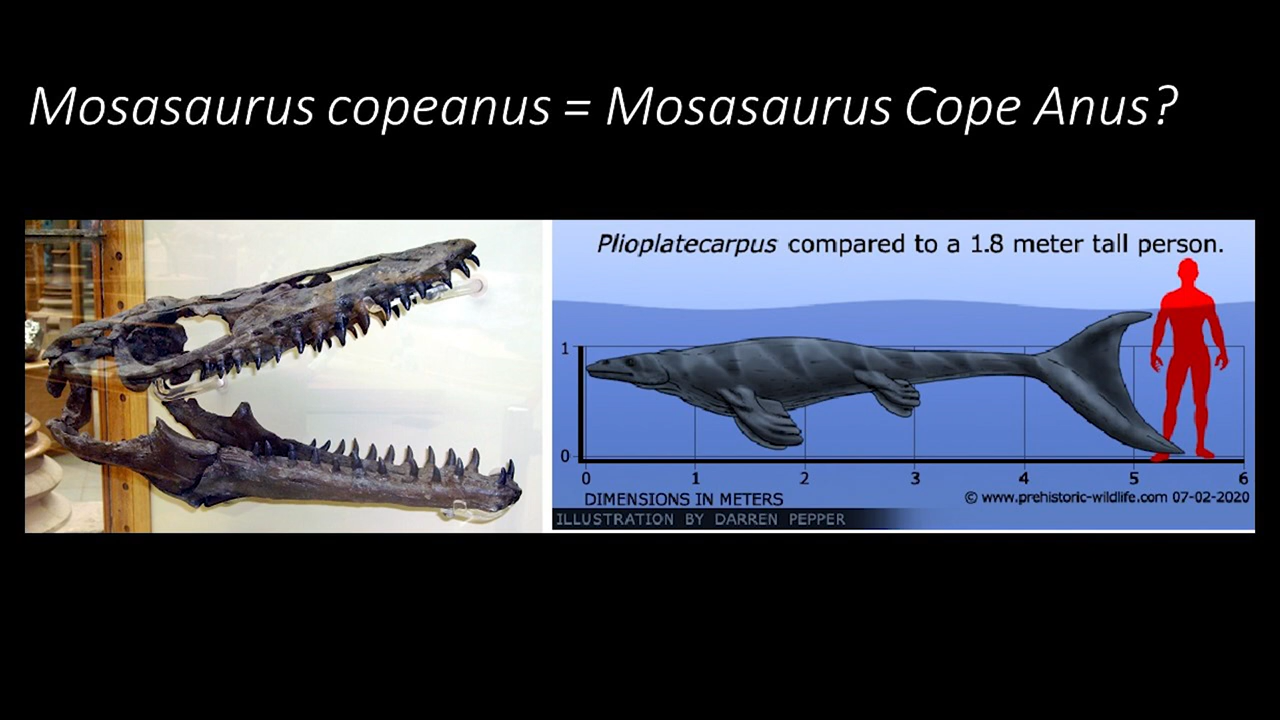 Mosasaurus copeanus = Mosasaurus Cope Anus?
Plioplatecarpus compared to a 1.8 meter tall person.
1
0
0 1 2 3 4 5 6
DIMENSIONS IN METERS © www.prehistoric-wildlife.com 07-02-2020
ILLUSTRATION BY DARREN PEPPER